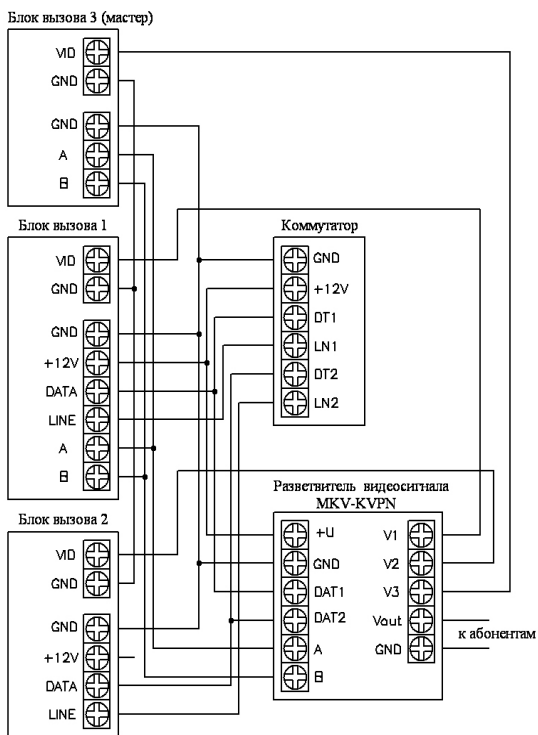 Блок вызова 3 (мастер)
VID
GND
GND
A
B
Блок вызова 1
VID
GND
GND
+12V
DATA
LINE
A
B
Коммутатор
GND
+12V
DT1
LN1
DT2
LN2
Блок вызова 2
VID
GND
GND
+12V
DATA
LINE
Разветвитель видеосигнала
MKV-KVPN
+U
GND
DAT1
DAT2
A
B
V1
V2
V3
Vout
GND
к абонентам